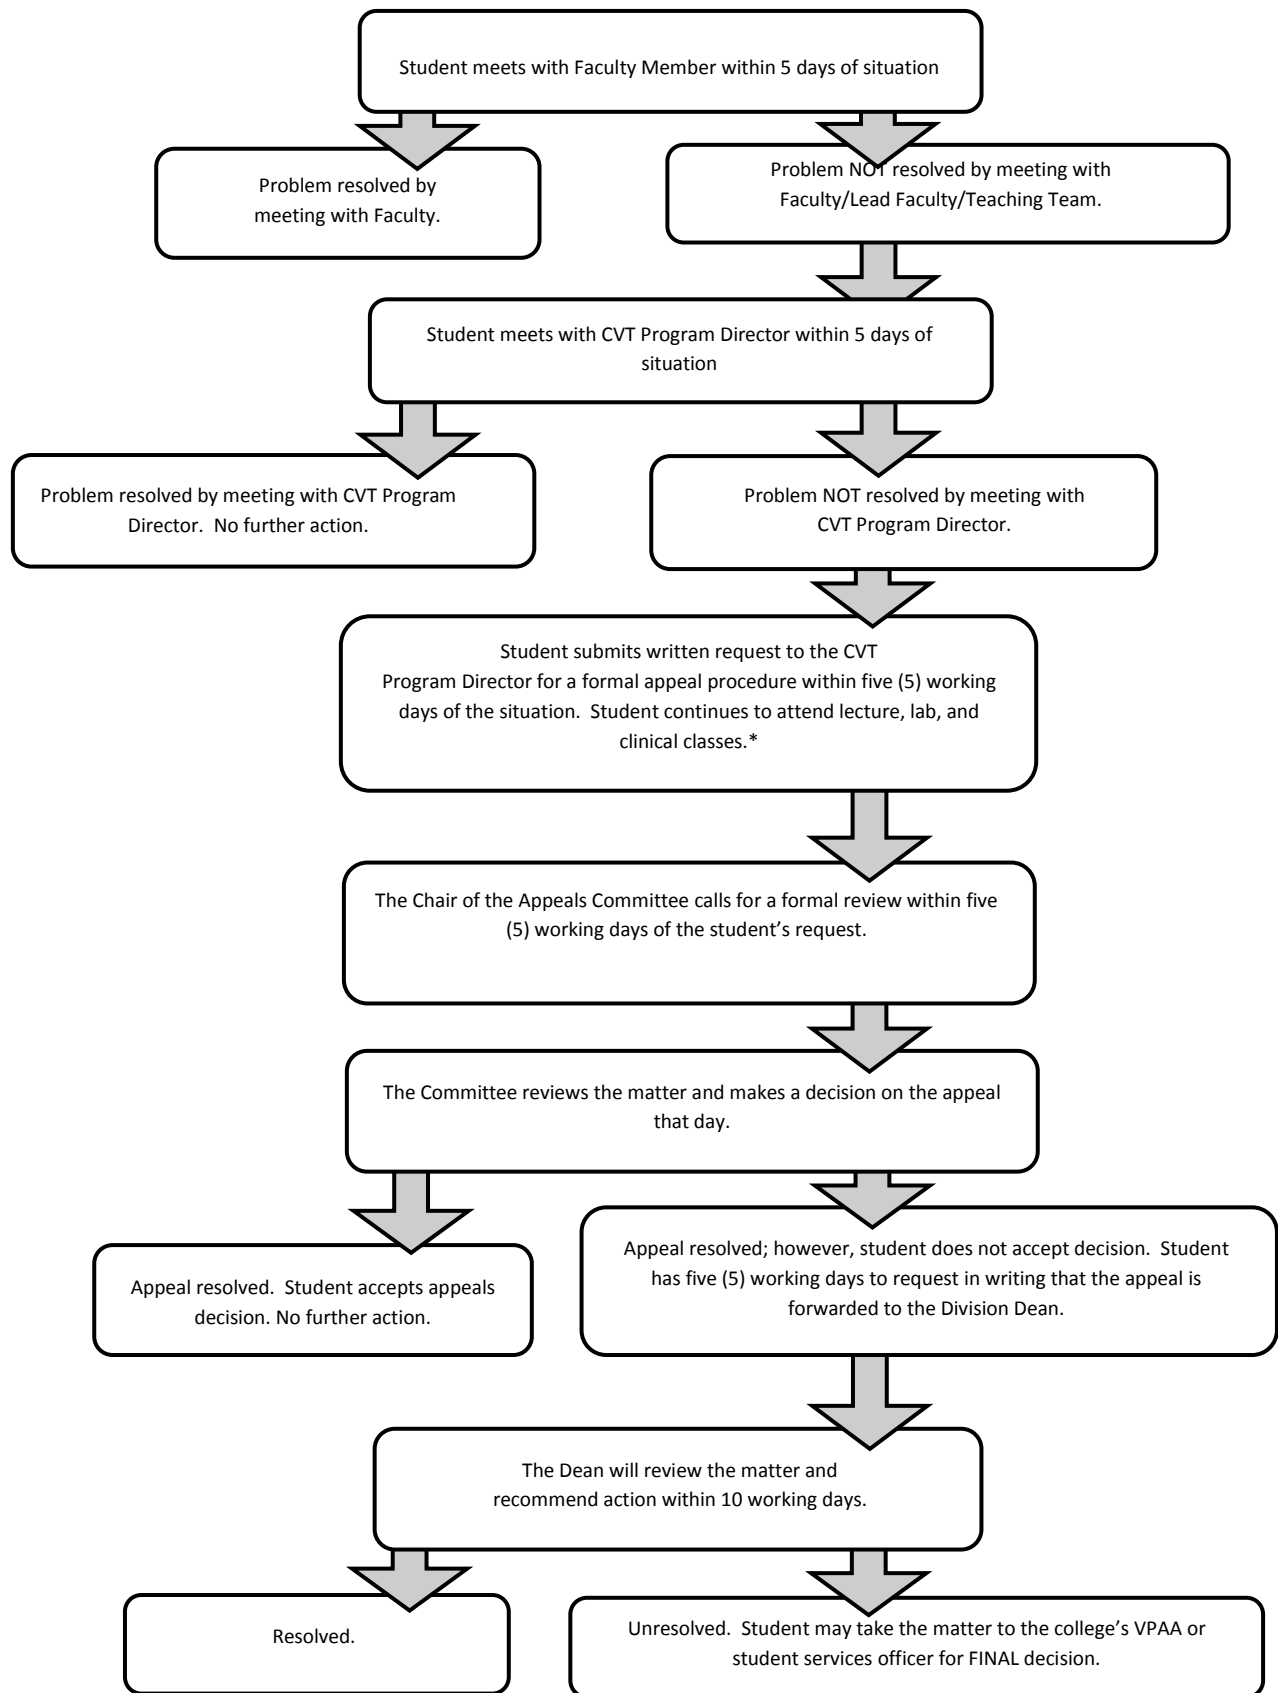 Student meets with Faculty Member within 5 days of situation
Problem resolved by
meeting with Faculty.
Problem NOT resolved by meeting with
Faculty/Lead Faculty/Teaching Team.
Student meets with CVT Program Director within 5 days of
situation
Problem resolved by meeting with CVT Program
Director.  No further action.
Problem NOT resolved by meeting with
CVT Program Director.
Student submits written request to the CVT
Program Director for a formal appeal procedure within five (5) working
days of the situation.  Student continues to attend lecture, lab, and
clinical classes.*
The Chair of the Appeals Committee calls for a formal review within five
(5) working days of the student’s request.
The Committee reviews the matter and makes a decision on the appeal
that day.
Appeal resolved.  Student accepts appeals
decision. No further action.
Appeal resolved; however, student does not accept decision.  Student
has five (5) working days to request in writing that the appeal is
forwarded to the Division Dean.
The Dean will review the matter and
recommend action within 10 working days.
Resolved.
Unresolved.  Student may take the matter to the college’s VPAA or
student services officer for FINAL decision.